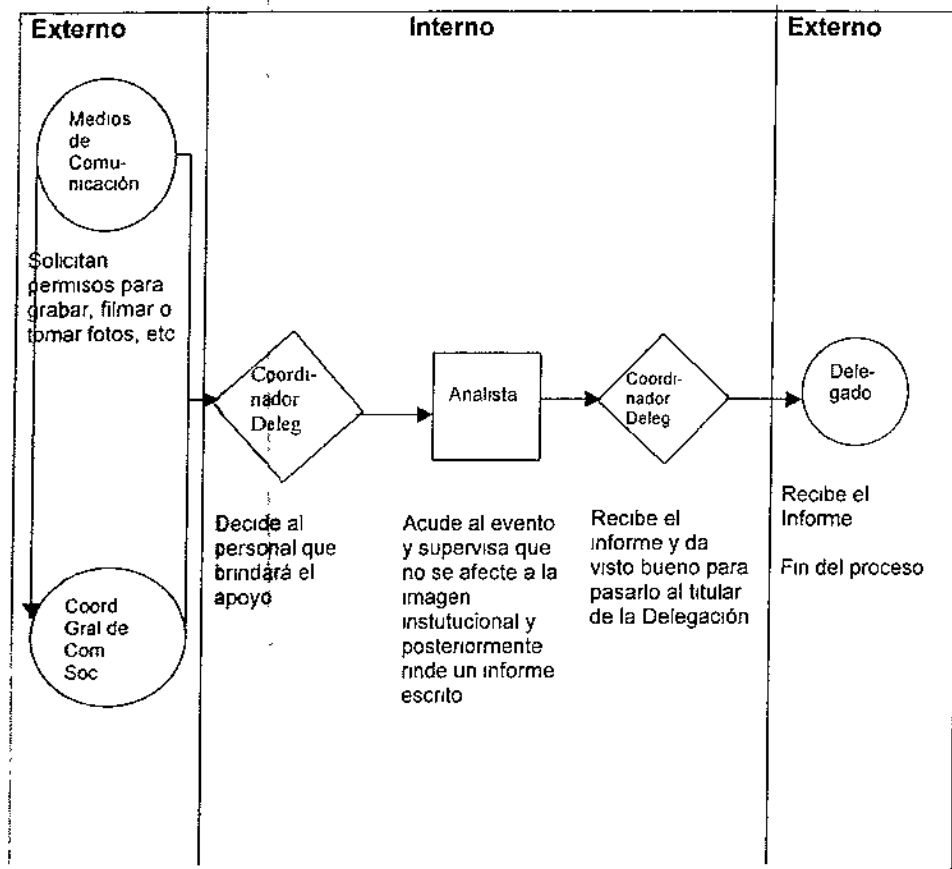 Externo
Interno
Externo
Medios
de
Comu-
nicación
Solicitan
permisos para
grabar, filmar o
tomar fotos, etc
Coord
Gral de
Com
Soc
Coordi-
nador
Deleg
Decide al
personal que
brindará el
apoyo
Analista
Acude al evento
y supervisa que
no se afecte a la
imagen
instutucional y
posteriormente
rinde un informe
escrito
Coordi-
nador
Deleg
Recibe el
informe y da
visto bueno para
pasarlo al titular
de la Delegación
Dele-
gado
Recibe el
Informe
Fin del proceso